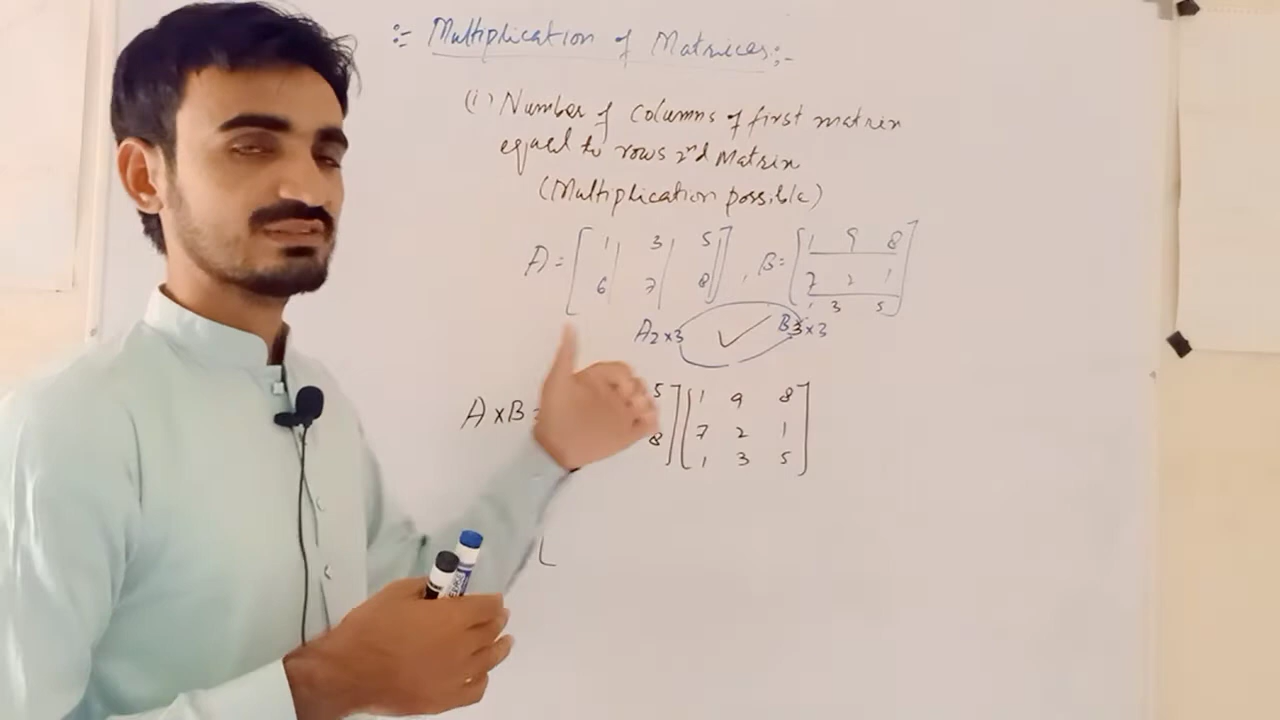 :- Multiplication of Matrices:-
(i) Number of columns of first matrix
equal to rows 2nd Matrix
(Multiplication possible)
A = [ 1 3 5 ] , B = [ 1 9 8 ]
6 7 8 7 2 1
1 3 5
A2×3 ✓ B3×3
A×B = 5 ] [ 1 9 8 ]
8 7 2 1
1 3 5
[